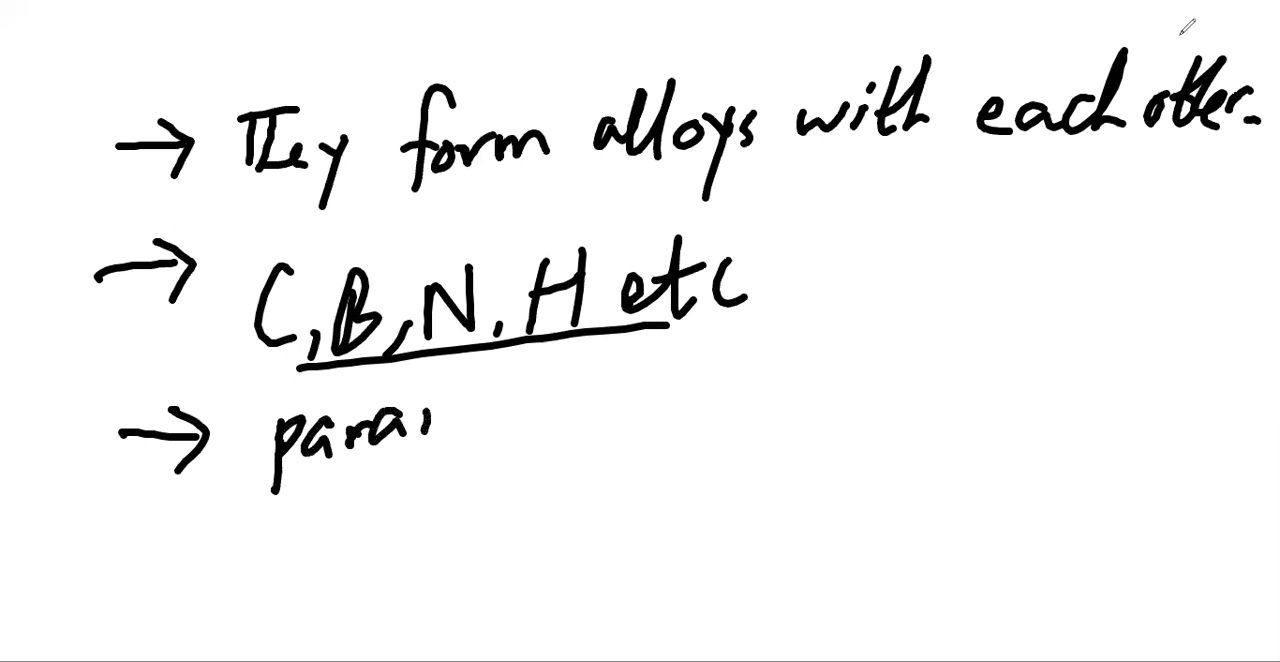 → They form alloys with each other.
→ C, B, N, H etc
→ para